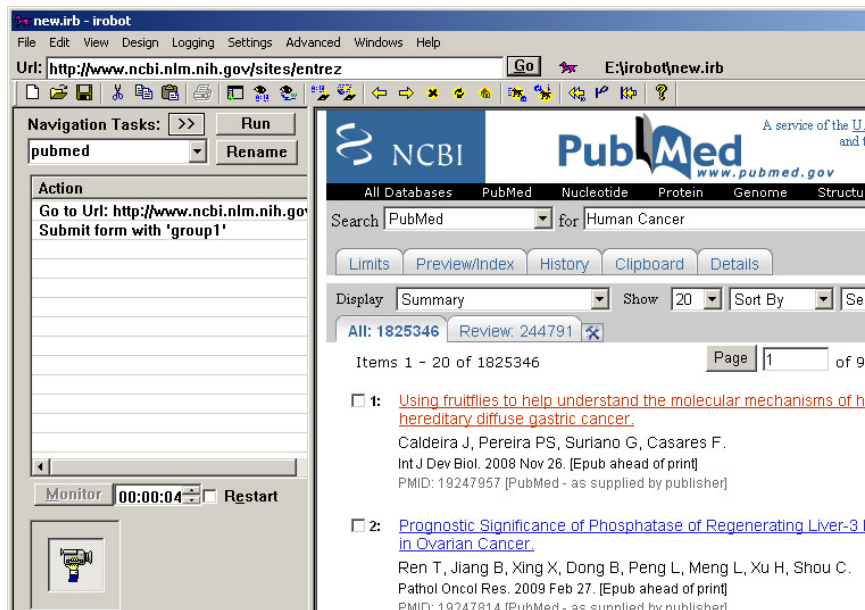 new.irb - irobot
File Edit View Design Logging Settings Advanced Windows Help
Url: http://www.ncbi.nlm.nih.gov/sites/entrez Go E:\irobot\new.irb
Navigation Tasks: >> Run
pubmed Rename
Action
Go to Url: http://www.ncbi.nlm.nih.gov
Submit form with 'group1'
Monitor 00:00:04 Restart
NCBI
PubMed
www.pubmed.gov
A service of the U.
and
All Databases PubMed Nucleotide Protein Genome Structu
Search PubMed for Human Cancer
Limits Preview/Index History Clipboard Details
Display Summary Show 20 Sort By Se
All: 1825346 Review: 244791
Items 1 - 20 of 1825346 Page 1 of 9
1: Using fruitflies to help understand the molecular mechanisms of h
hereditary diffuse gastric cancer.
Caldeira J, Pereira PS, Suriano G, Casares F.
Int J Dev Biol. 2008 Nov 26. [Epub ahead of print]
PMID: 19247957 [PubMed - as supplied by publisher]
2: Prognostic Significance of Phosphatase of Regenerating Liver-3
in Ovarian Cancer.
Ren T, Jiang B, Xing X, Dong B, Peng L, Meng L, Xu H, Shou C.
Pathol Oncol Res. 2009 Feb 27. [Epub ahead of print]
PMID: 19247814 [PubMed - as supplied by publisher]